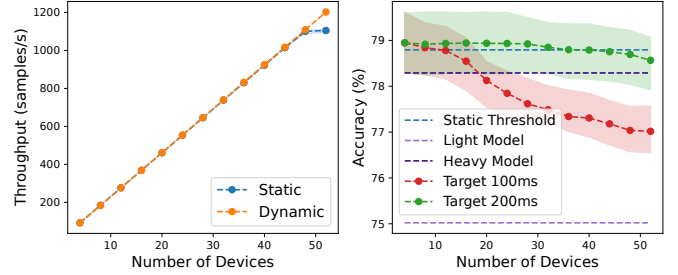 Throughput (samples/s)
1200
1000
800
600
400
200
10
20
30
40
50
Number of Devices
Static
Dynamic
Accuracy (%)
79
78
77
76
75
10
20
30
40
50
Number of Devices
Static Threshold
Light Model
Heavy Model
Target 100ms
Target 200ms